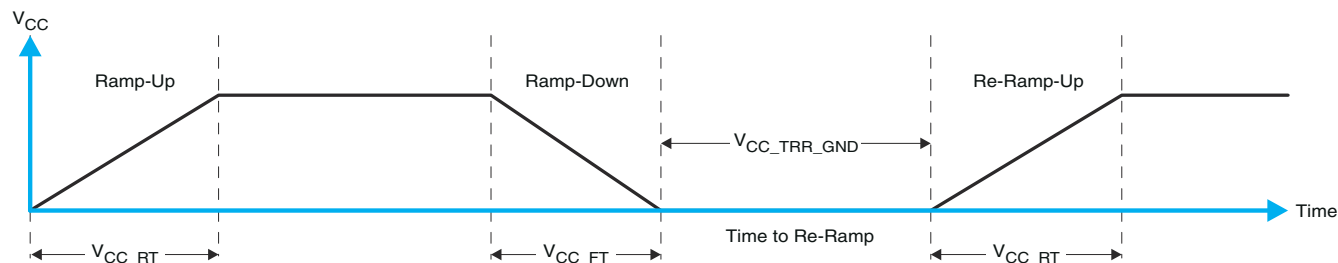 VCC
Ramp-Up
Ramp-Down
Re-Ramp-Up
VCC_TRR_GND
Time
Time to Re-Ramp
VCC_RT
VCC_FT
VCC_RT